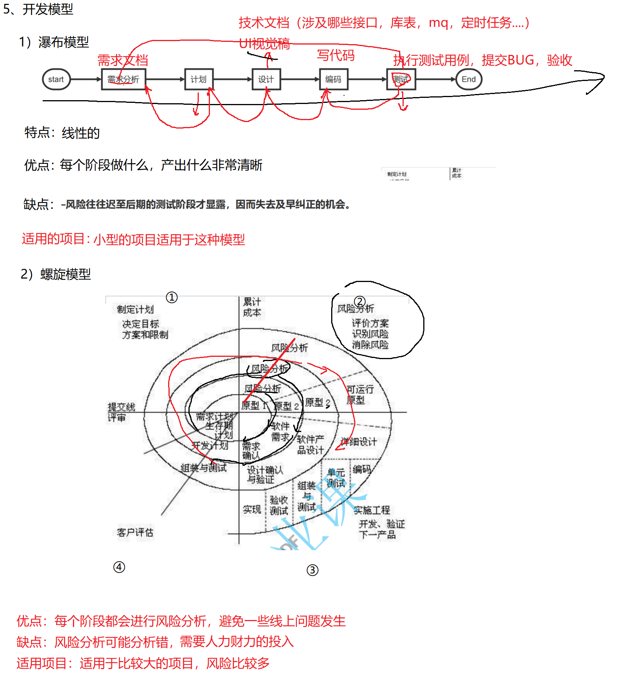 5、开发模型
技术文档（涉及哪些接口，库表，mq，定时任务....）
1）瀑布模型
UI视觉稿
需求文档
写代码
执行测试用例，提交BUG，验收
start
需求分析
计划
设计
编码
测试
End
特点：线性的
优点：每个阶段做什么，产出什么非常清晰
制定计划
累计
成本
缺点：–风险往往迟至后期的测试阶段才显露，因而失去及早纠正的机会。
适用的项目：小型的项目适用于这种模型
2）螺旋模型
①
②
制定计划
决定目标
方案和限制
累计
成本
风险分析
评价方案
识别风险
消除风险
风险分析
风险分析
风险分析
可运行
原型
原型 1
原型 2
原型 3
提交线
评审
需求计划
生存期
计划
软件
需求
开发计划
需求
确认
软件产
品设计
详细设计
组装与测试
设计确认
与验证
单元
测试
编码
组装
与
测试
实现
验收
测试
实施工程
开发、验证
下一产品
客户评估
④
③
优点：每个阶段都会进行风险分析，避免一些线上问题发生
缺点：风险分析可能分析错，需要人力财力的投入
适用项目：适用于比较大的项目，风险比较多